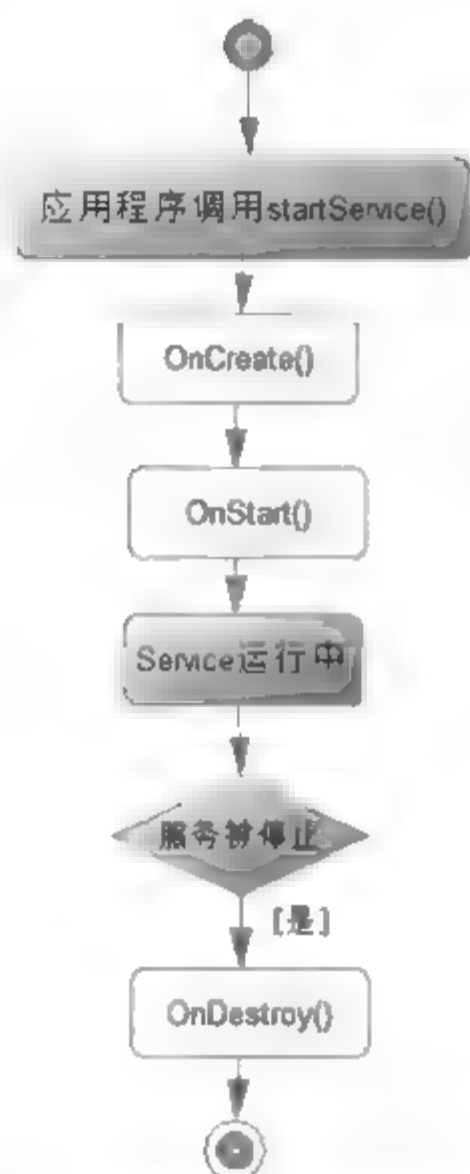 应用程序调用startService()
OnCreate()
OnStart()
Service运行中
服务被停止
[是]
OnDestroy()